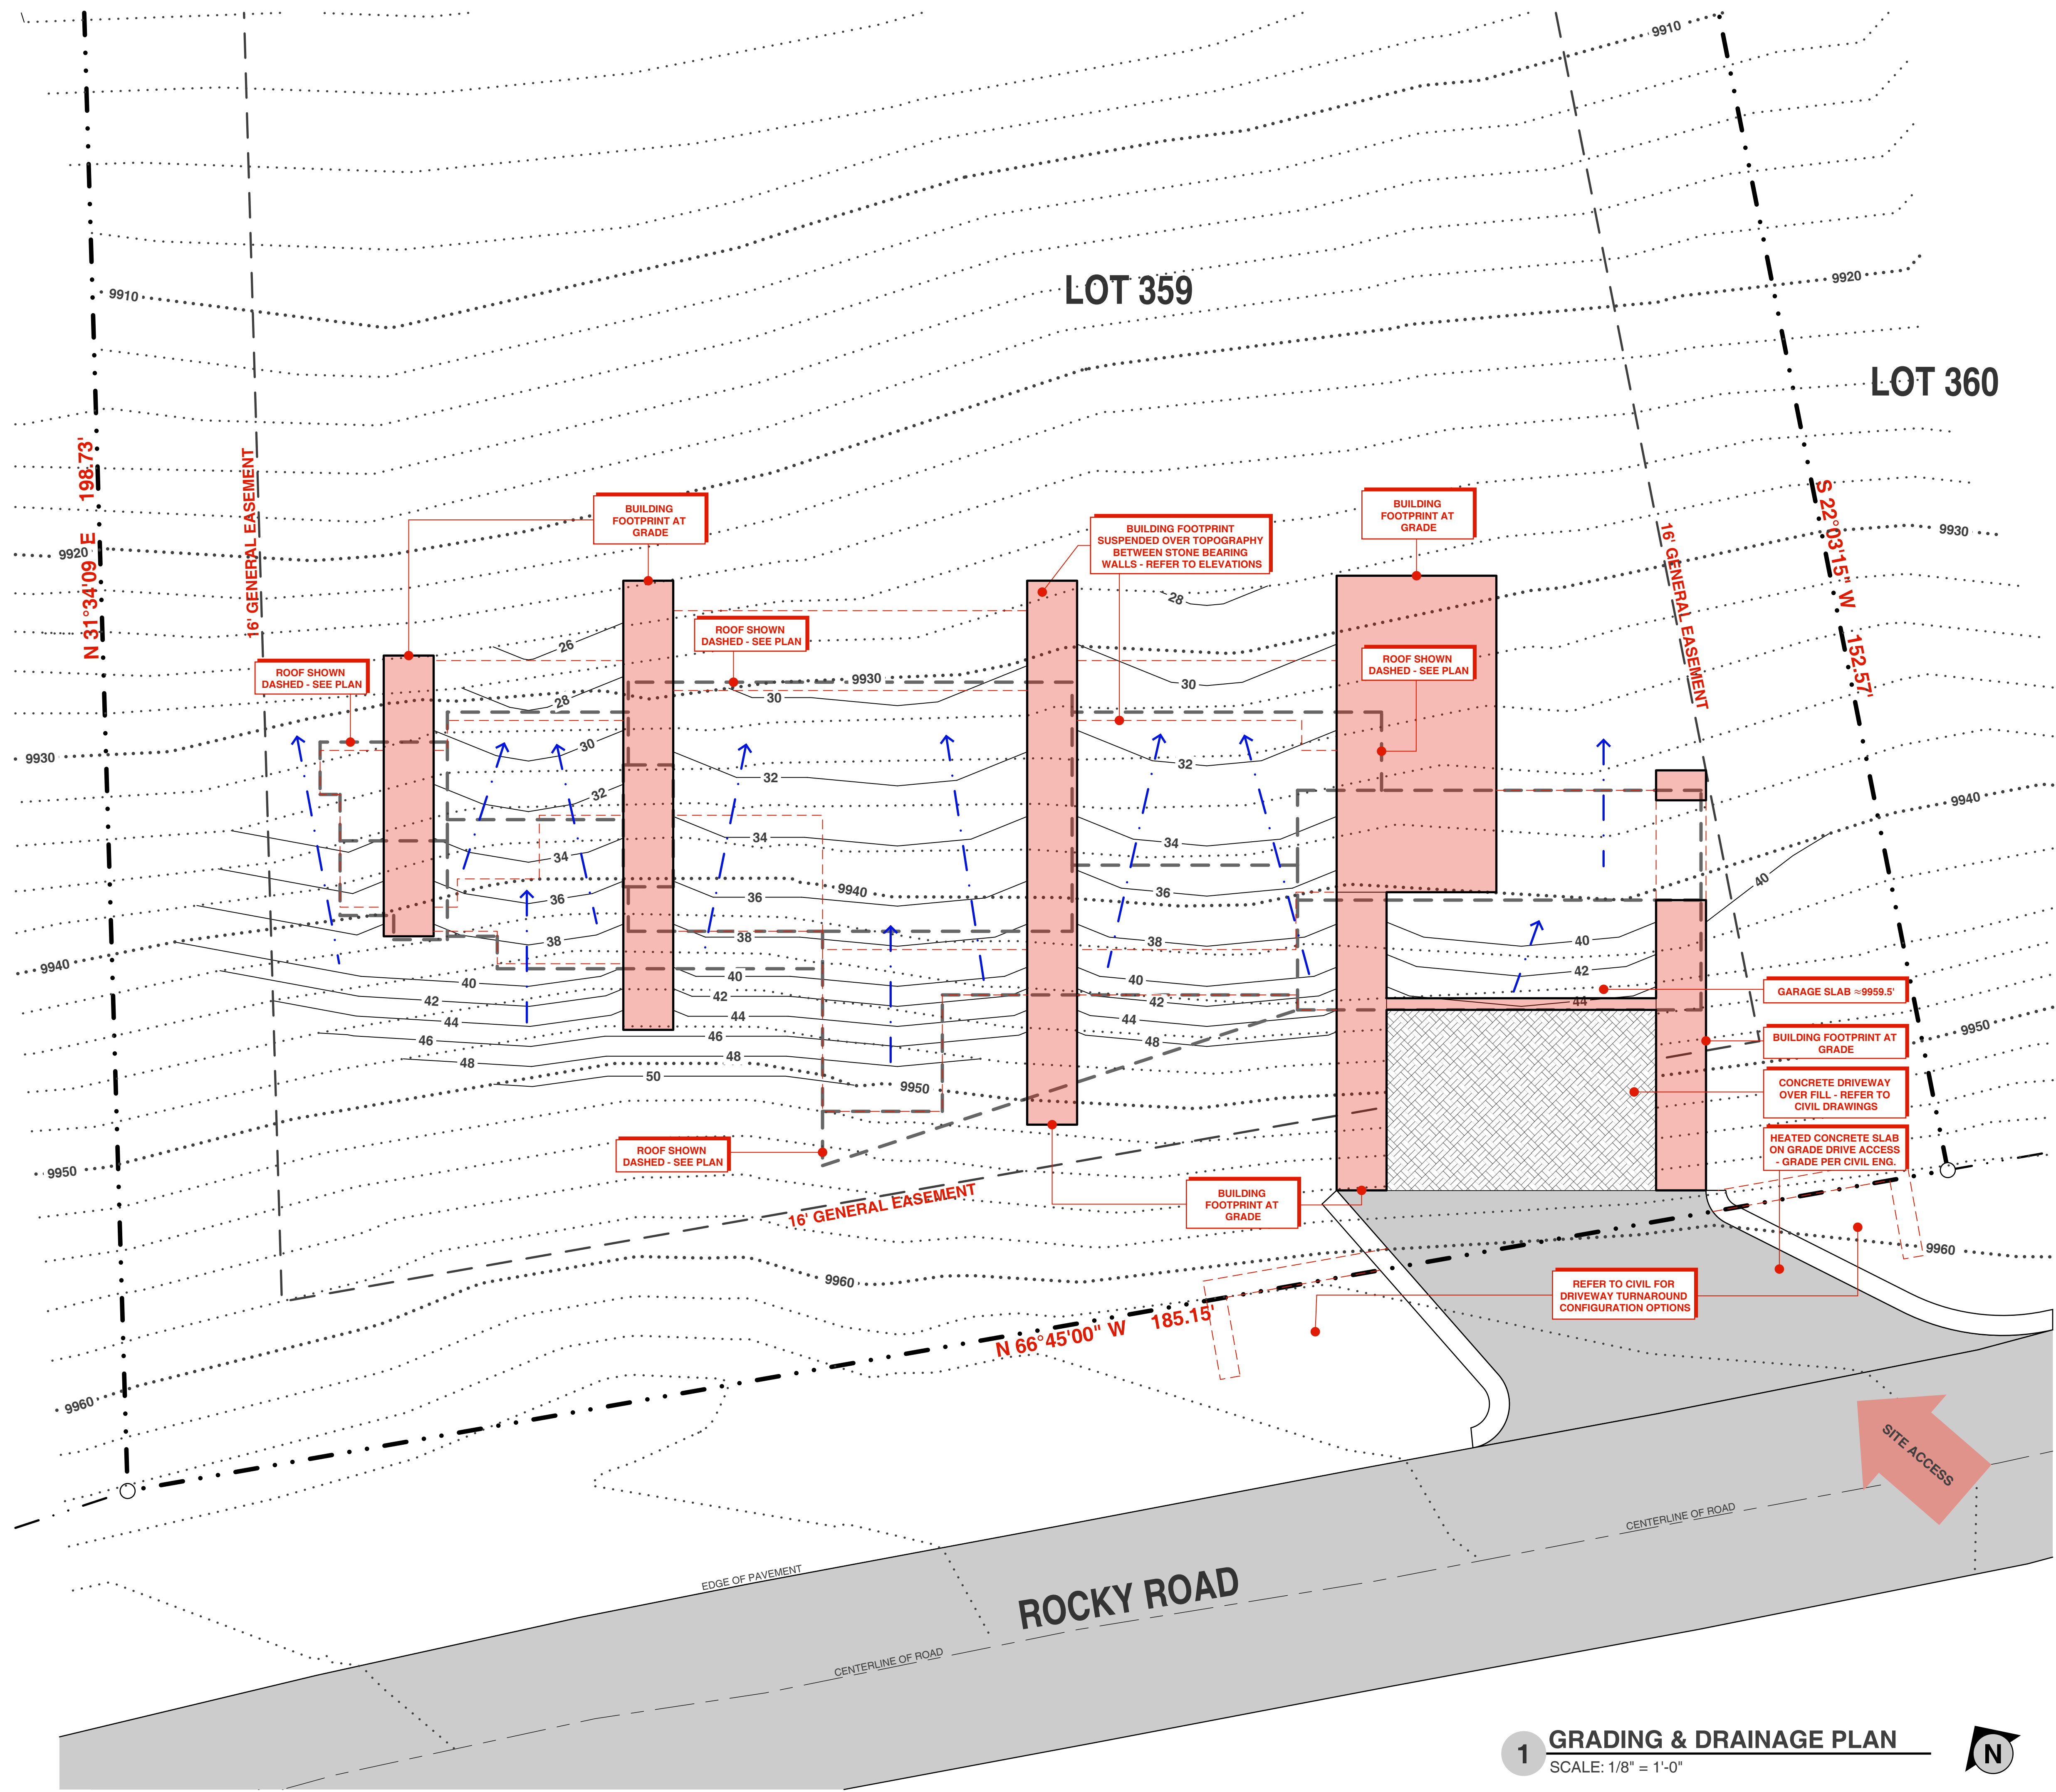 9910
LOT 359
9920
9910
LOT 360
N 31°34'09" E 198.73'
16' GENERAL EASEMENT
BUILDING
FOOTPRINT AT
GRADE
BUILDING FOOTPRINT
SUSPENDED OVER TOPOGRAPHY
BETWEEN STONE BEARING
WALLS - REFER TO ELEVATIONS
BUILDING
FOOTPRINT AT
GRADE
16' GENERAL EASEMENT
S 22°03'15" W 152.57'
9930
9920
28
ROOF SHOWN
DASHED - SEE PLAN
26
ROOF SHOWN
DASHED - SEE PLAN
ROOF SHOWN
DASHED - SEE PLAN
9930
28
30
30
9930
30
32
32
32
9940
34
34
34
36
36
9940
36
40
38
38
38
40
9940
40
40
40
42
42
42
42
GARAGE SLAB ≈9959.5'
44
44
44
44
46
46
48
BUILDING FOOTPRINT AT
GRADE
9950
48
48
50
9950
CONCRETE DRIVEWAY
OVER FILL - REFER TO
CIVIL DRAWINGS
HEATED CONCRETE SLAB
ON GRADE DRIVE ACCESS
- GRADE PER CIVIL ENG.
9950
ROOF SHOWN
DASHED - SEE PLAN
16' GENERAL EASEMENT
BUILDING
FOOTPRINT AT
GRADE
9960
9960
REFER TO CIVIL FOR
DRIVEWAY TURNAROUND
CONFIGURATION OPTIONS
N 66°45'00" W 185.15'
9960
SITE ACCESS
CENTERLINE OF ROAD
EDGE OF PAVEMENT
ROCKY ROAD
CENTERLINE OF ROAD
1
GRADING & DRAINAGE PLAN
SCALE: 1/8" = 1'-0"
N